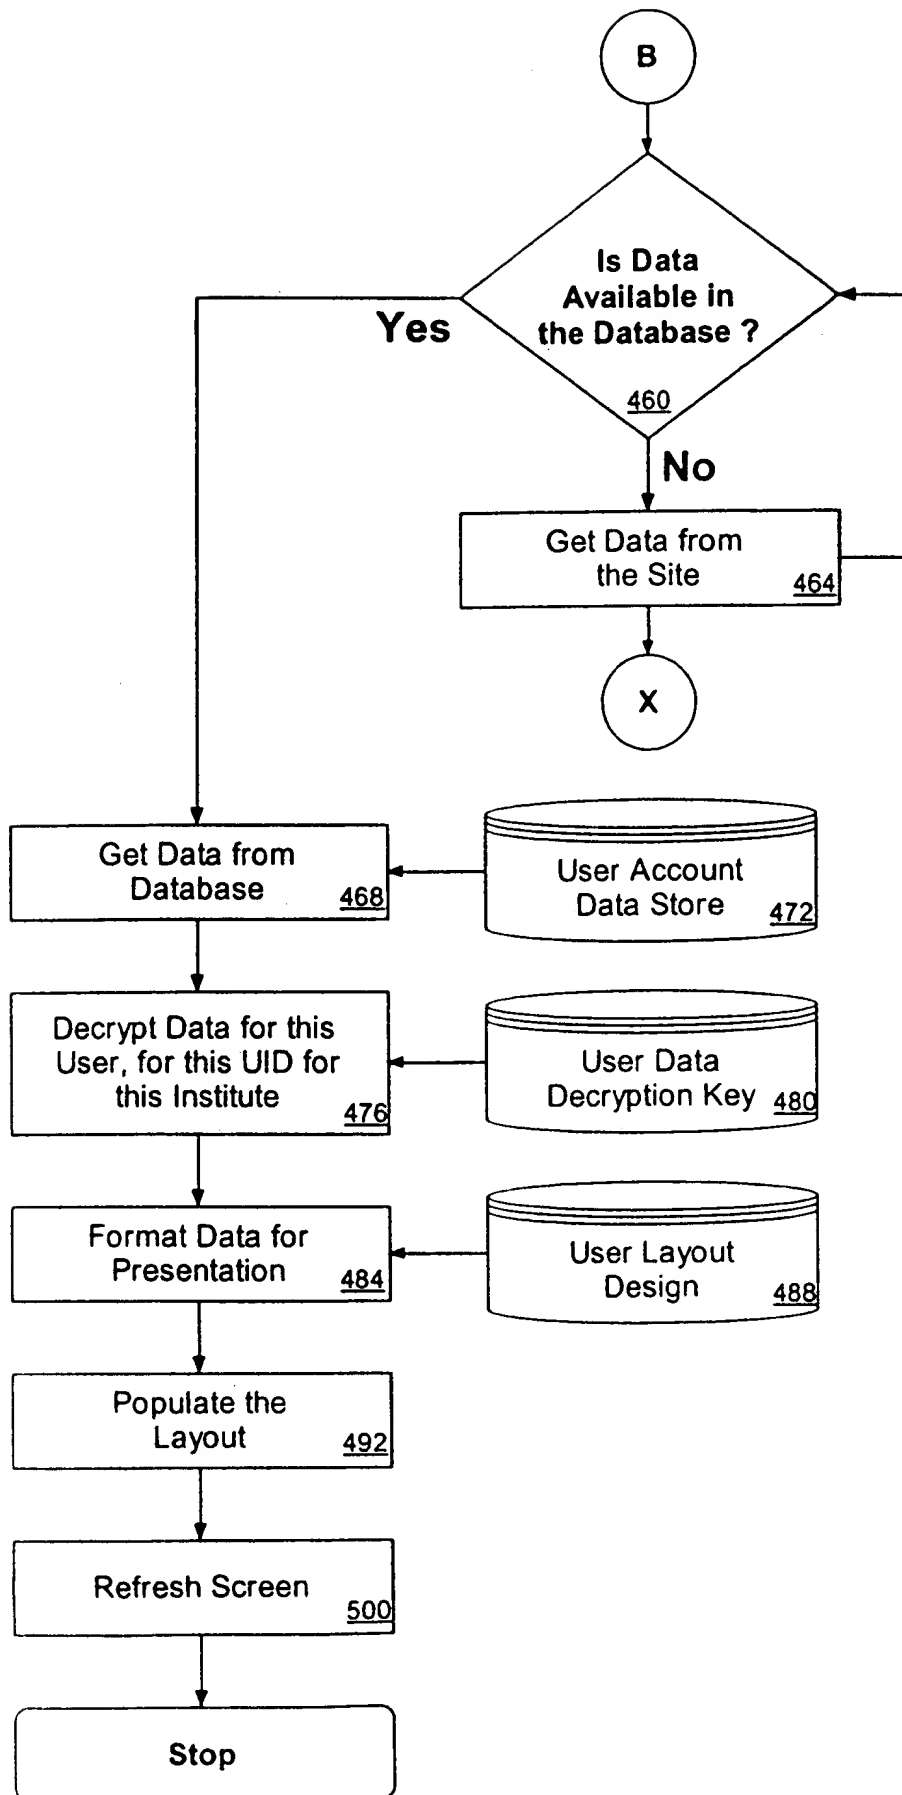 B
Is Data
Available in
the Database ?
460
Yes
No
Get Data from
the Site
464
X
Get Data from
Database
468
User Account
Data Store
472
Decrypt Data for this
User, for this UID for
this Institute
476
User Data
Decryption Key
480
Format Data for
Presentation
484
User Layout
Design
488
Populate the
Layout
492
Refresh Screen
500
Stop